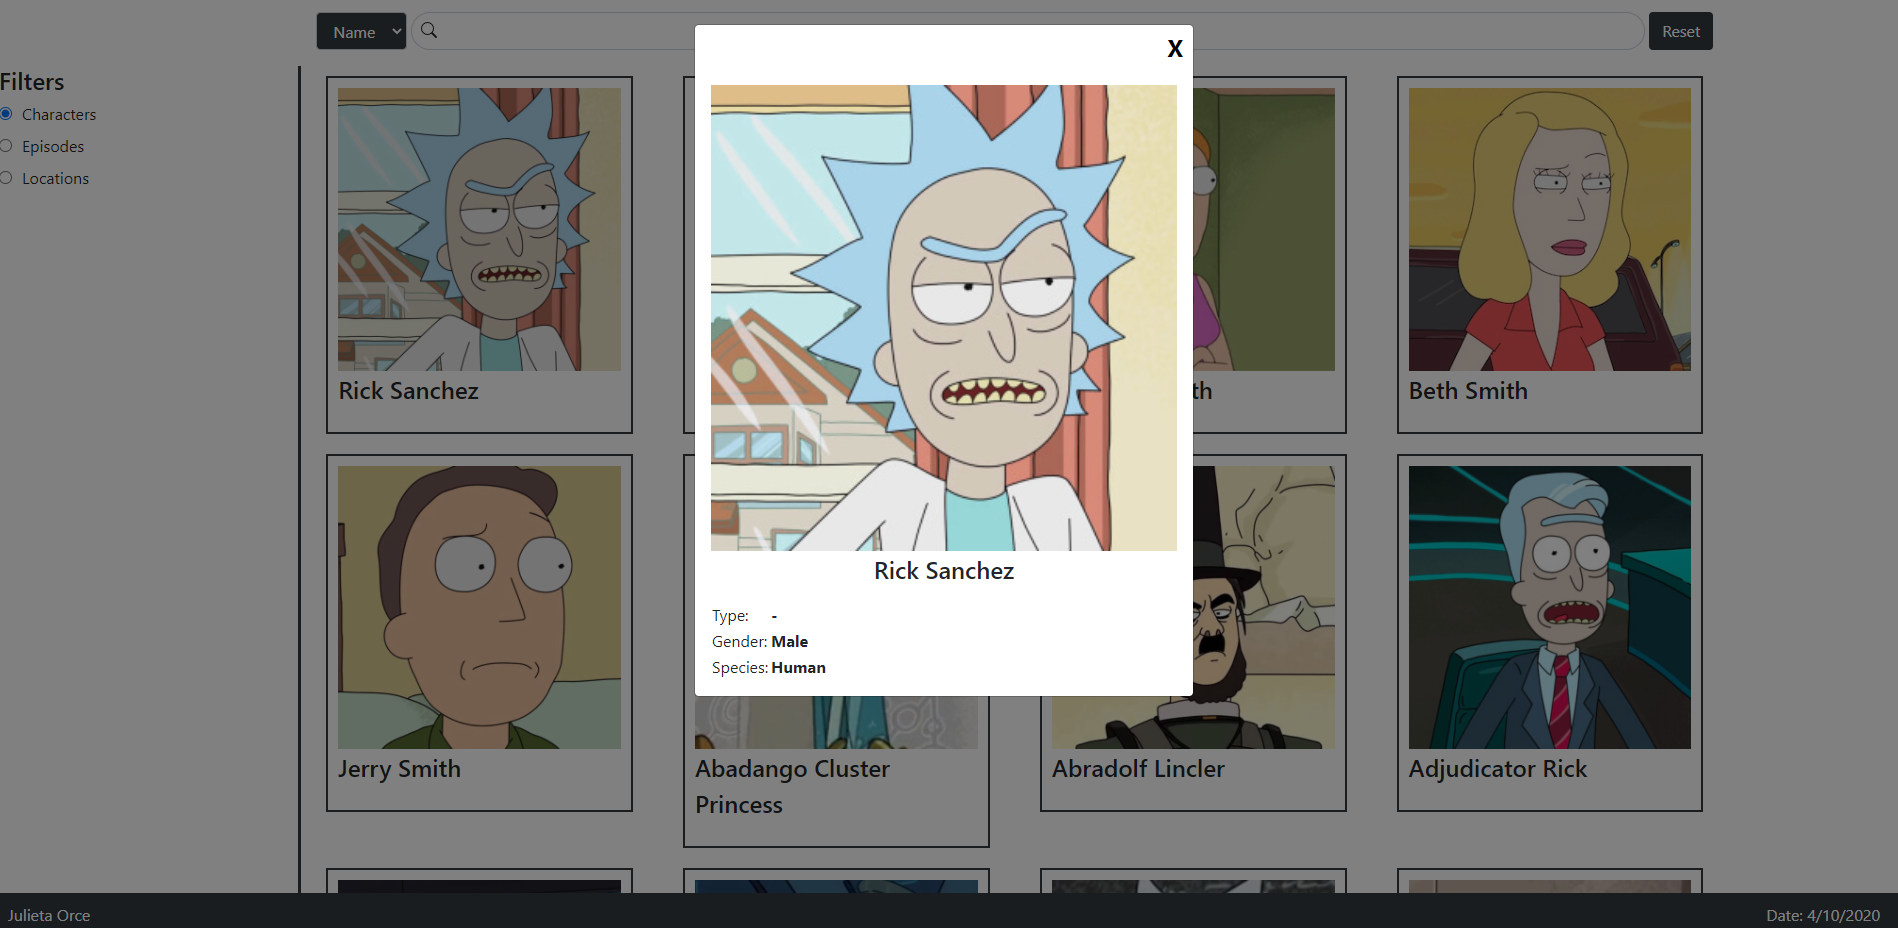 Name
Reset
Filters
Characters
Episodes
Locations
X
Rick Sanchez
Type: -
Gender: Male
Species: Human
Rick Sanchez
th
Beth Smith
Jerry Smith
Abadango Cluster
Princess
Abradolf Lincler
Adjudicator Rick
Julieta Orce
Date: 4/10/2020